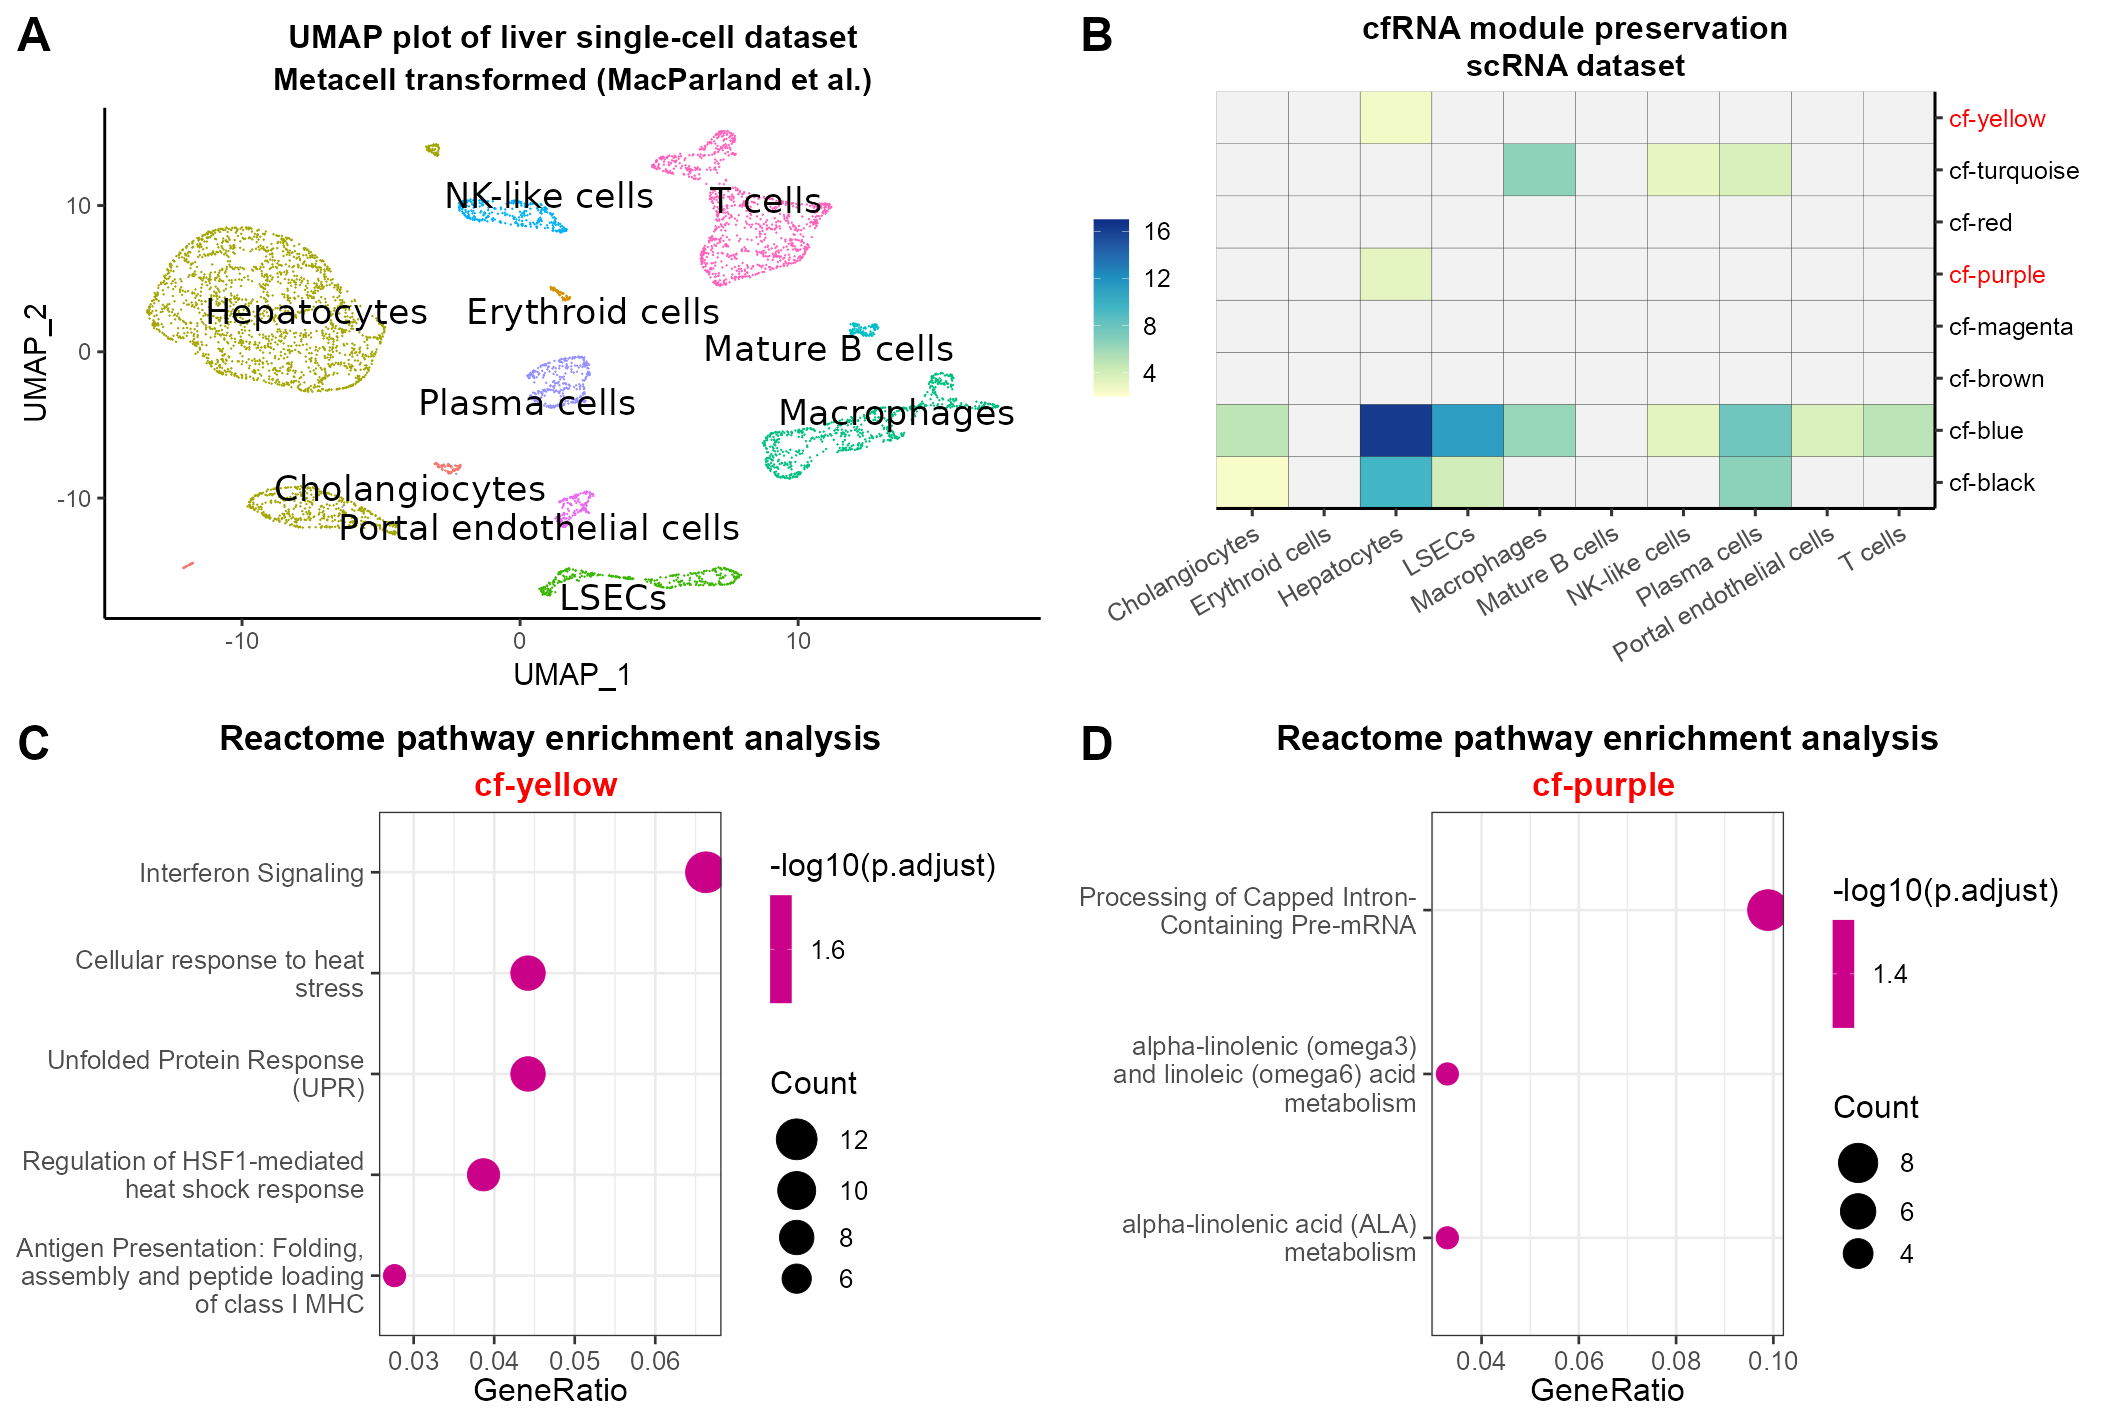 A
UMAP plot of liver single-cell dataset
Metacell transformed (MacParland et al.)
NK-like cells
T cells
Hepatocytes
Erythroid cells
Mature B cells
Plasma cells
Macrophages
Cholangiocytes
Portal endothelial cells
LSECs
10
0
-10
UMAP_2
-10
0
10
UMAP_1
B
cfRNA module preservation
scRNA dataset
16
12
8
4
cf-yellow
cf-turquoise
cf-red
cf-purple
cf-magenta
cf-brown
cf-blue
cf-black
Cholangiocytes
Erythroid cells
Hepatocytes
LSECs
Macrophages
Mature B cells
NK-like cells
Plasma cells
Portal endothelial cells
T cells
C
Reactome pathway enrichment analysis
cf-yellow
Interferon Signaling
Cellular response to heat
stress
Unfolded Protein Response
(UPR)
Regulation of HSF1-mediated
heat shock response
Antigen Presentation: Folding,
assembly and peptide loading
of class I MHC
0.03
0.04
0.05
0.06
GeneRatio
-log10(p.adjust)
1.6
Count
12
10
8
6
D
Reactome pathway enrichment analysis
cf-purple
Processing of Capped Intron-
Containing Pre-mRNA
alpha-linolenic (omega3)
and linoleic (omega6) acid
metabolism
alpha-linolenic acid (ALA)
metabolism
0.04
0.06
0.08
0.10
GeneRatio
-log10(p.adjust)
1.4
Count
8
6
4